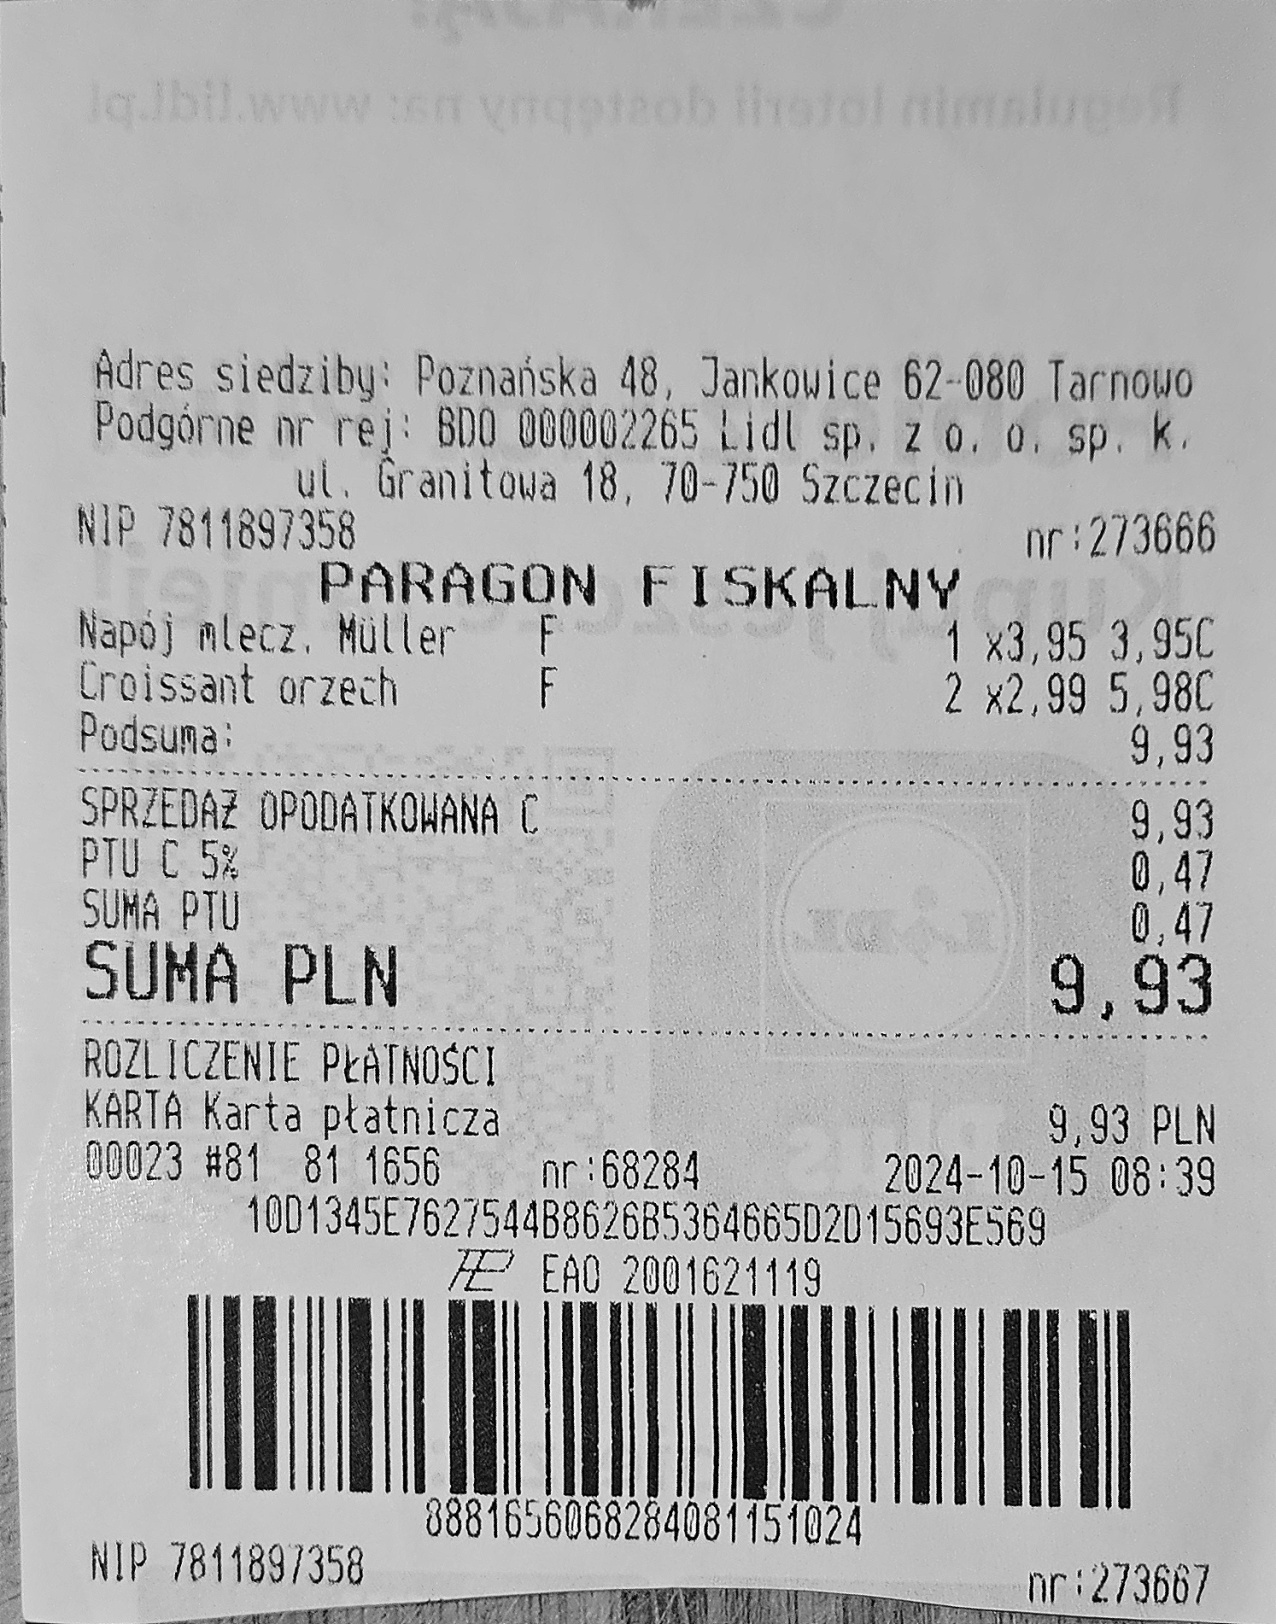 Regulamin loterii dostępny na: www.lidl.pl
Adres siedziby: Poznańska 48, Jankowice 62-080 Tarnowo
Podgórne nr rej: BDO 000002265 Lidl sp. z o. o. sp. k.
ul. Granitowa 18, 70-750 Szczecin
NIP 7811897358 nr:273666
PARAGON FISKALNY
Napój mlecz. Müller F 1 x3,95 3,95C
Croissant orzech F 2 x2,99 5,98C
Podsuma: 9,93
SPRZEDAŻ OPODATKOWANA C 9,93
PTU C 5% 0,47
SUMA PTU 0,47
SUMA PLN 9,93
ROZLICZENIE PŁATNOŚCI
KARTA Karta płatnicza 9,93 PLN
00023 #81 81 1656 nr:68284 2024-10-15 08:39
10D1345E7627544B8626B5364665D2D15693E569
EAO 2001621119
8881656068284081151024
NIP 7811897358 nr:273667